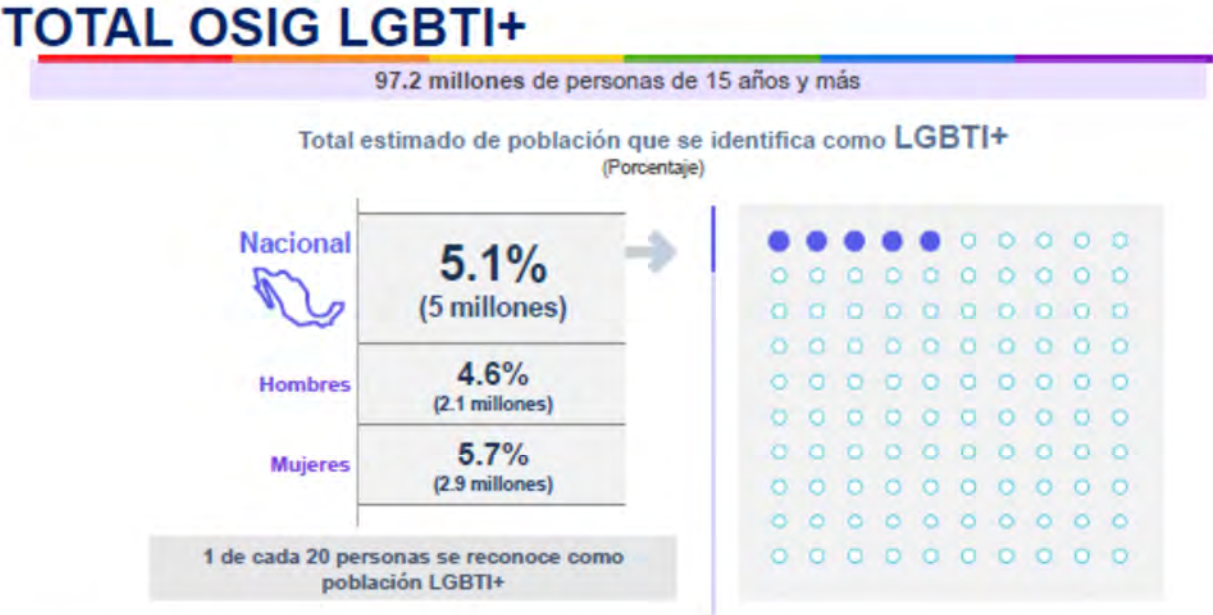 TOTAL OSIG LGBTI+
97.2 millones de personas de 15 años y más
Total estimado de población que se identifica como LGBTI+
(Porcentaje)
Nacional
5.1%
(5 millones)
Hombres
4.6%
(2.1 millones)
Mujeres
5.7%
(2.9 millones)
1 de cada 20 personas se reconoce como
población LGBTI+